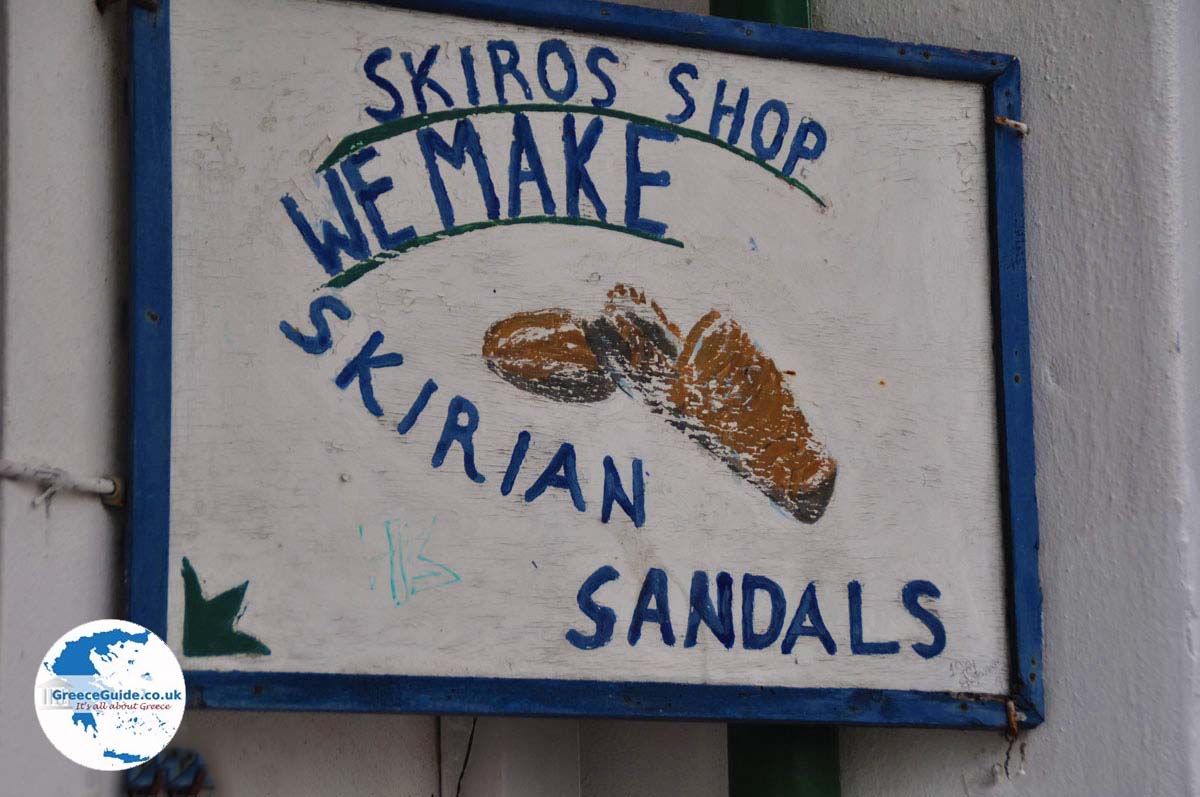 SKIROS SHOP
WE MAKE
SKIRIAN
SANDALS
GreeceGuide.co.uk
It's all about Greece